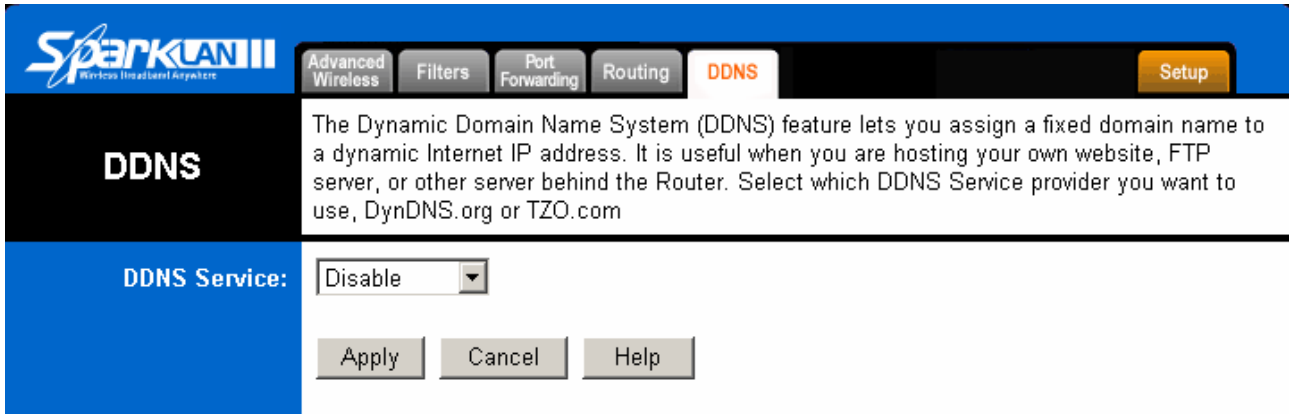 SparkLAN
Wireless Broadband Anywhere
Advanced
Wireless
Filters
Port
Forwarding
Routing
DDNS
Setup
DDNS
The Dynamic Domain Name System (DDNS) feature lets you assign a fixed domain name to
a dynamic Internet IP address. It is useful when you are hosting your own website, FTP
server, or other server behind the Router. Select which DDNS Service provider you want to
use, DynDNS.org or TZO.com
DDNS Service:
Disable
Apply
Cancel
Help